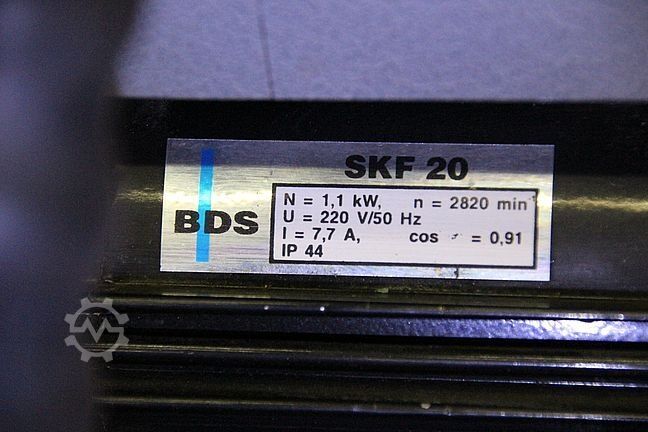 SKF 20
BDS
N = 1,1 kW, n = 2820 min
U = 220 V/50 Hz
I = 7,7 A, cos = 0,91
IP 44